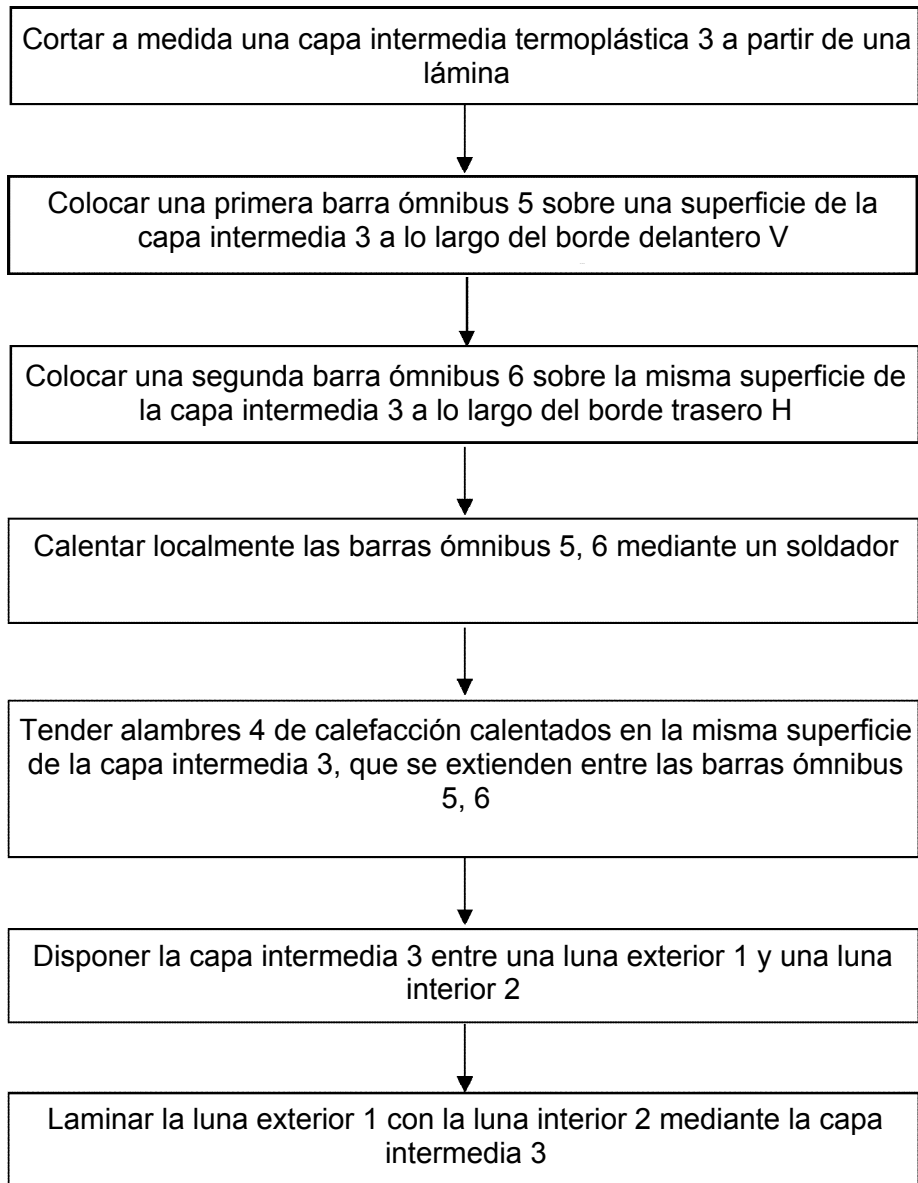 Cortar a medida una capa intermedia termoplástica 3 a partir de una
lámina
Colocar una primera barra ómnibus 5 sobre una superficie de la
capa intermedia 3 a lo largo del borde delantero V
Colocar una segunda barra ómnibus 6 sobre la misma superficie de
la capa intermedia 3 a lo largo del borde trasero H
Calentar localmente las barras ómnibus 5, 6 mediante un soldador
Tender alambres 4 de calefacción calentados en la misma superficie
de la capa intermedia 3, que se extienden entre las barras ómnibus
5, 6
Disponer la capa intermedia 3 entre una luna exterior 1 y una luna
interior 2
Laminar la luna exterior 1 con la luna interior 2 mediante la capa
intermedia 3